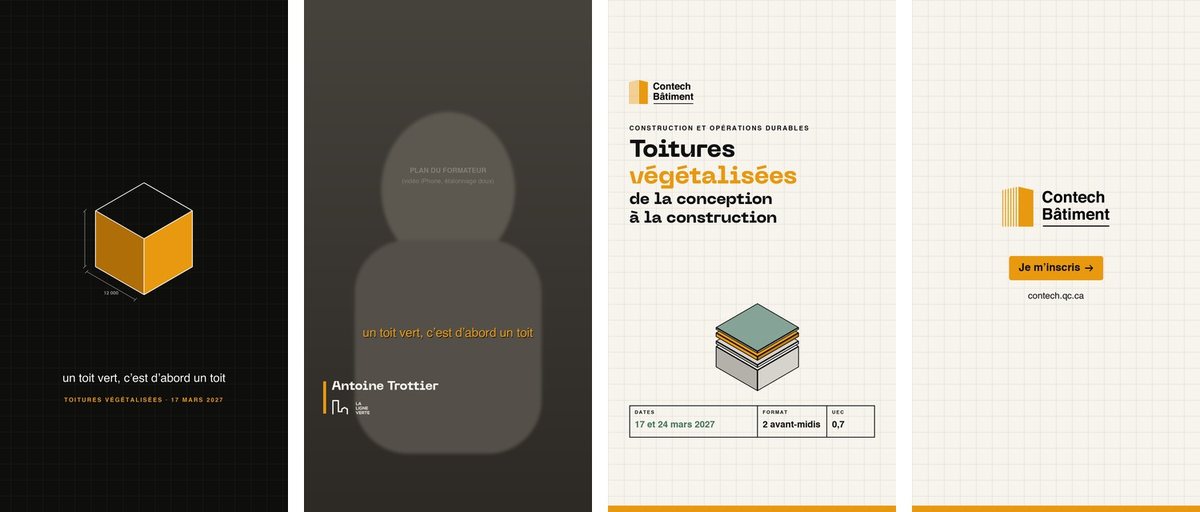 12 000
un toit vert, c'est d'abord un toit
TOITURES VÉGÉTALISÉES · 17 MARS 2027
PLAN DU FORMATEUR
(vidéo iPhone, étalonnage doux)
un toit vert, c'est d'abord un toit
Antoine Trottier
LA
LIGNE
VERTE
Contech
Bâtiment
CONSTRUCTION ET OPÉRATIONS DURABLES
Toitures
végétalisées
de la conception
à la construction
DATES
17 et 24 mars 2027
FORMAT
2 avant-midis
UEC
0,7
Contech
Bâtiment
Je m'inscris →
contech.qc.ca